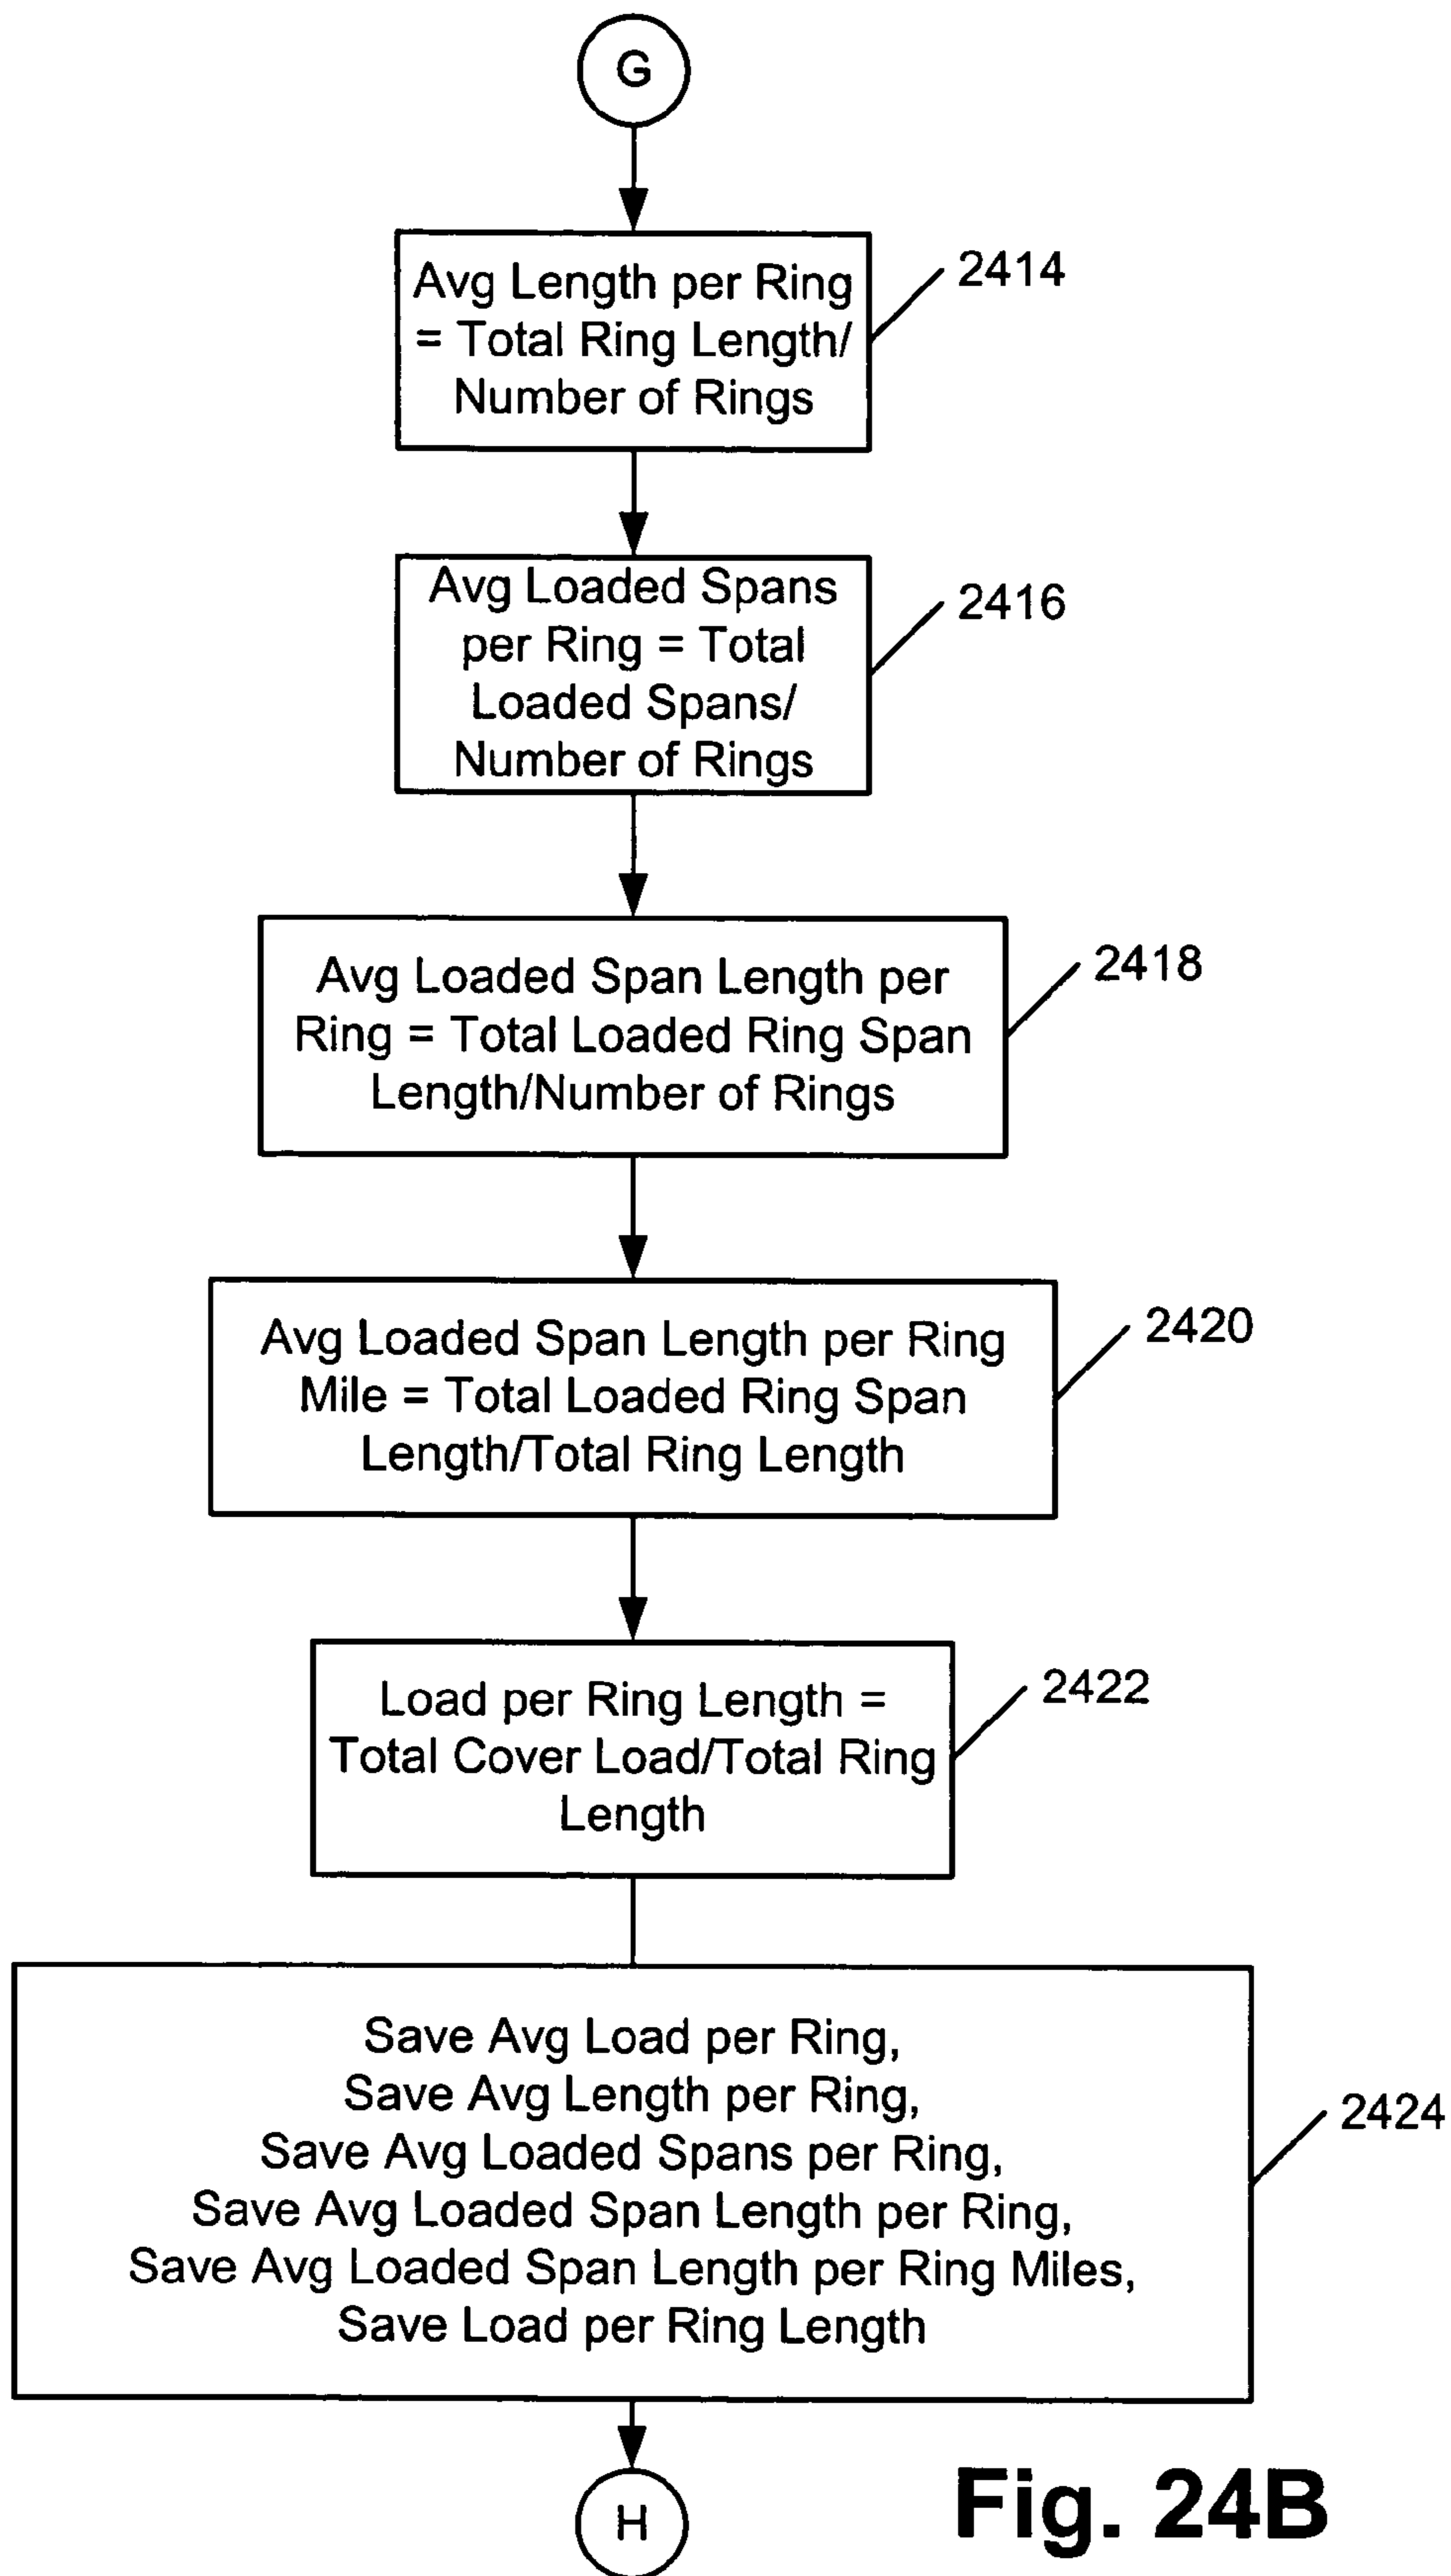 G
Avg Length per Ring
= Total Ring Length/
Number of Rings
2414
Avg Loaded Spans
per Ring = Total
Loaded Spans/
Number of Rings
2416
Avg Loaded Span Length per
Ring = Total Loaded Ring Span
Length/Number of Rings
2418
Avg Loaded Span Length per Ring
Mile = Total Loaded Ring Span
Length/Total Ring Length
2420
Load per Ring Length =
Total Cover Load/Total Ring
Length
2422
Save Avg Load per Ring,
Save Avg Length per Ring,
Save Avg Loaded Spans per Ring,
Save Avg Loaded Span Length per Ring,
Save Avg Loaded Span Length per Ring Miles,
Save Load per Ring Length
2424
H
Fig. 24B